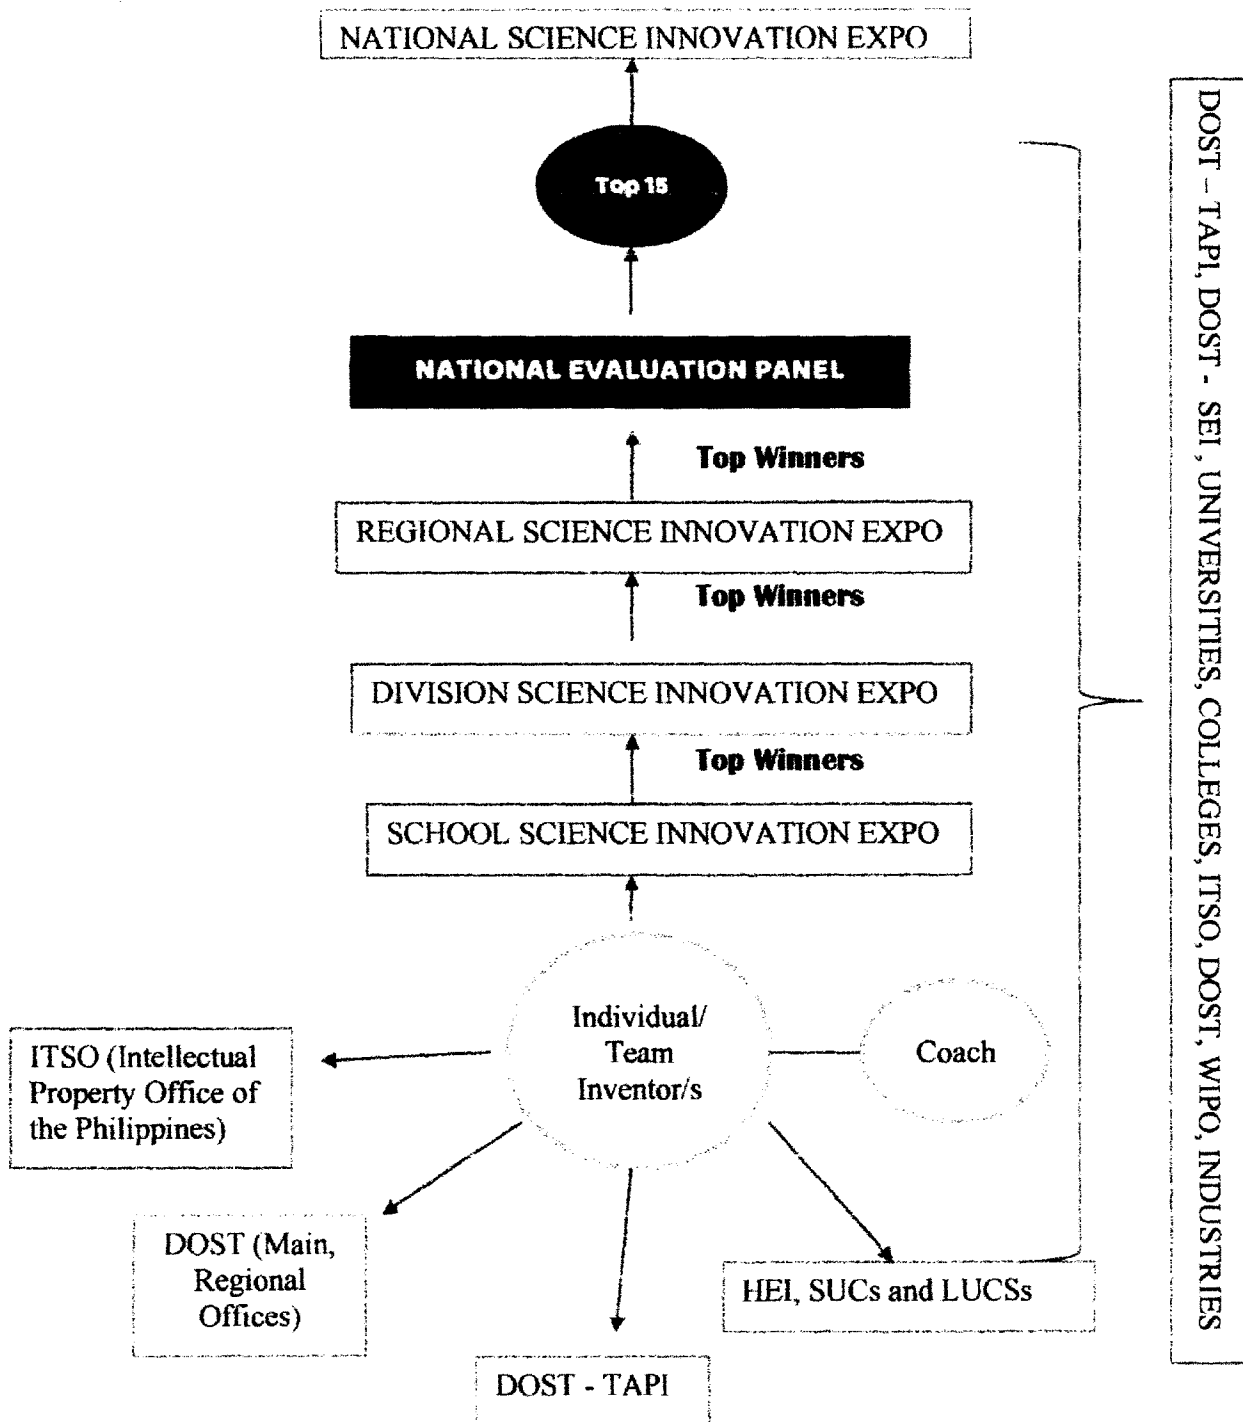 NATIONAL SCIENCE INNOVATION EXPO
Top 15
NATIONAL EVALUATION PANEL
Top Winners
REGIONAL SCIENCE INNOVATION EXPO
Top Winners
DIVISION SCIENCE INNOVATION EXPO
Top Winners
SCHOOL SCIENCE INNOVATION EXPO
Individual/
Team
Inventor/s
Coach
ITSO (Intellectual
Property Office of
the Philippines)
DOST (Main,
Regional
Offices)
DOST - TAPI
HEI, SUCs and LUCSs
DOST – TAPI, DOST - SEI , UNIVERSITIES, COLLEGES, ITSO, DOST, WIPO, INDUSTRIES